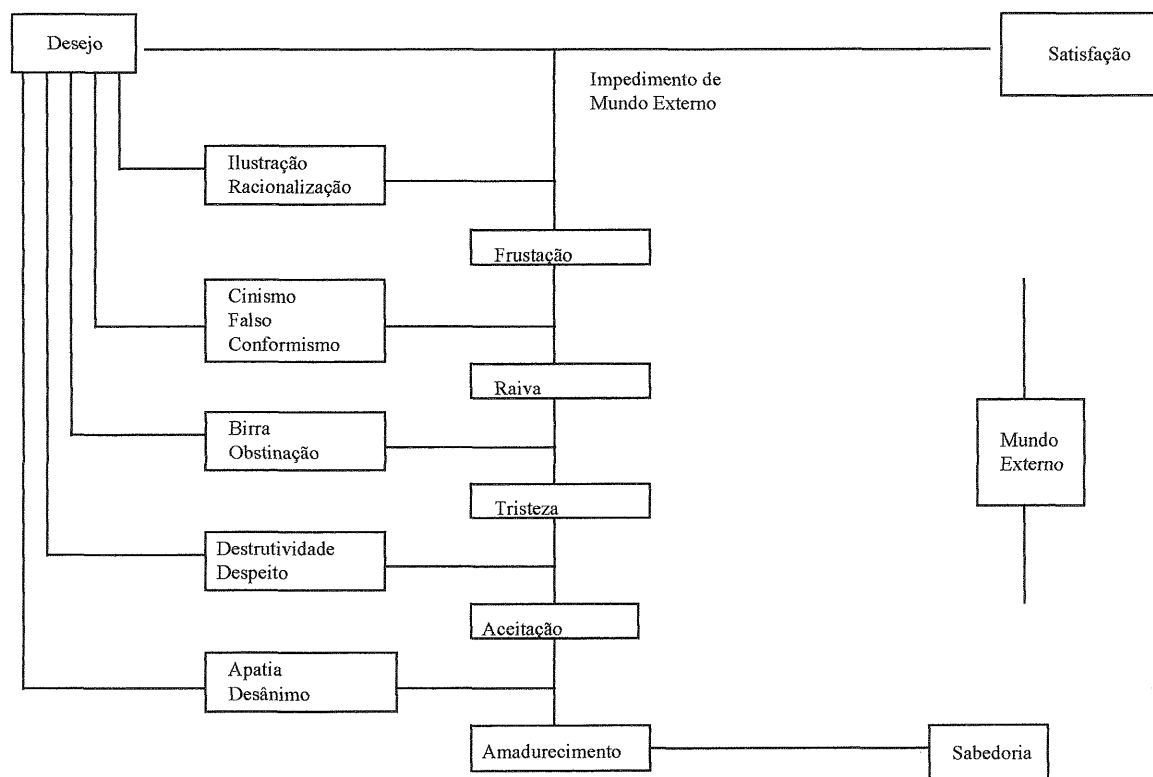 Desejo
Satisfação
Impedimento de
Mundo Externo
Ilustração
Racionalização
Frustação
Cinismo
Falso
Conformismo
Raiva
Birra
Obstinação
Mundo
Externo
Tristeza
Destrutividade
Despeito
Aceitação
Apatia
Desânimo
Amadurecimento
Sabedoria